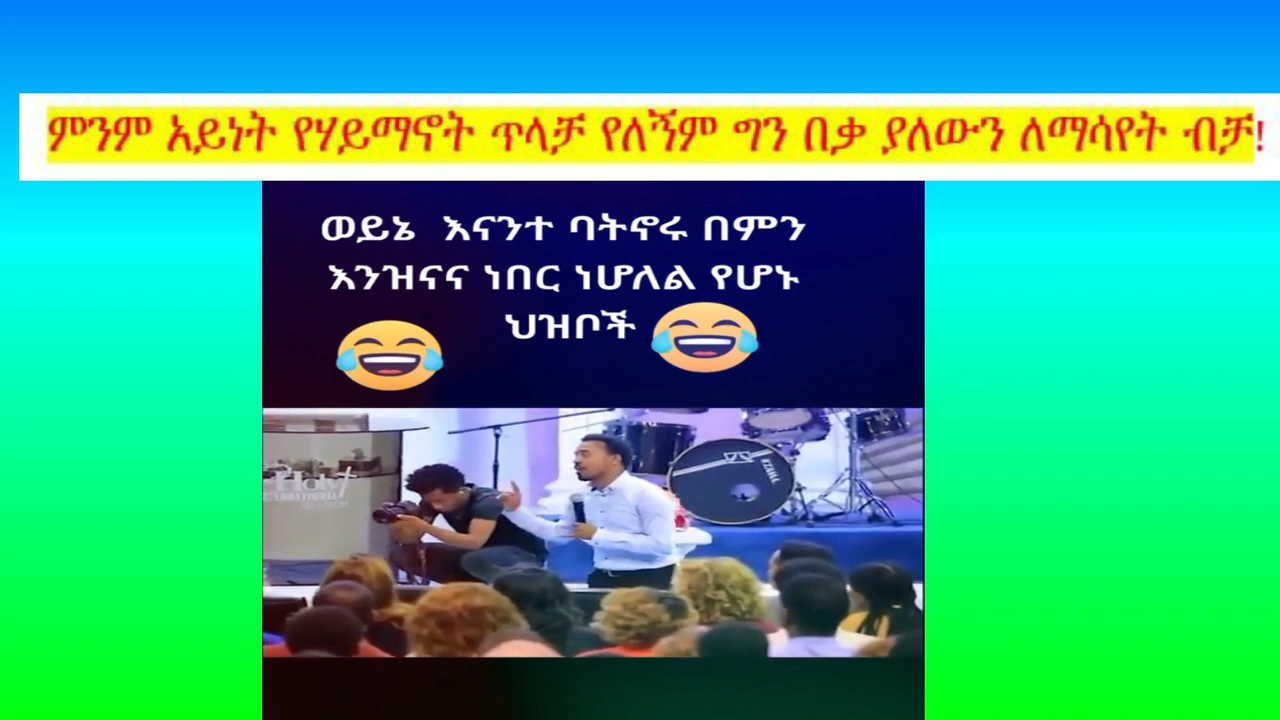 ምንም አይነት የሃይማኖት ጥላቻ የለኝም ግን በቃ ያለውን ለማሳየት ብቻ!
ወይኔ እናንተ ባትኖሩ በምን
እንዝናና ነበር ነሆለል የሆኑ
ህዝቦች
TAMA